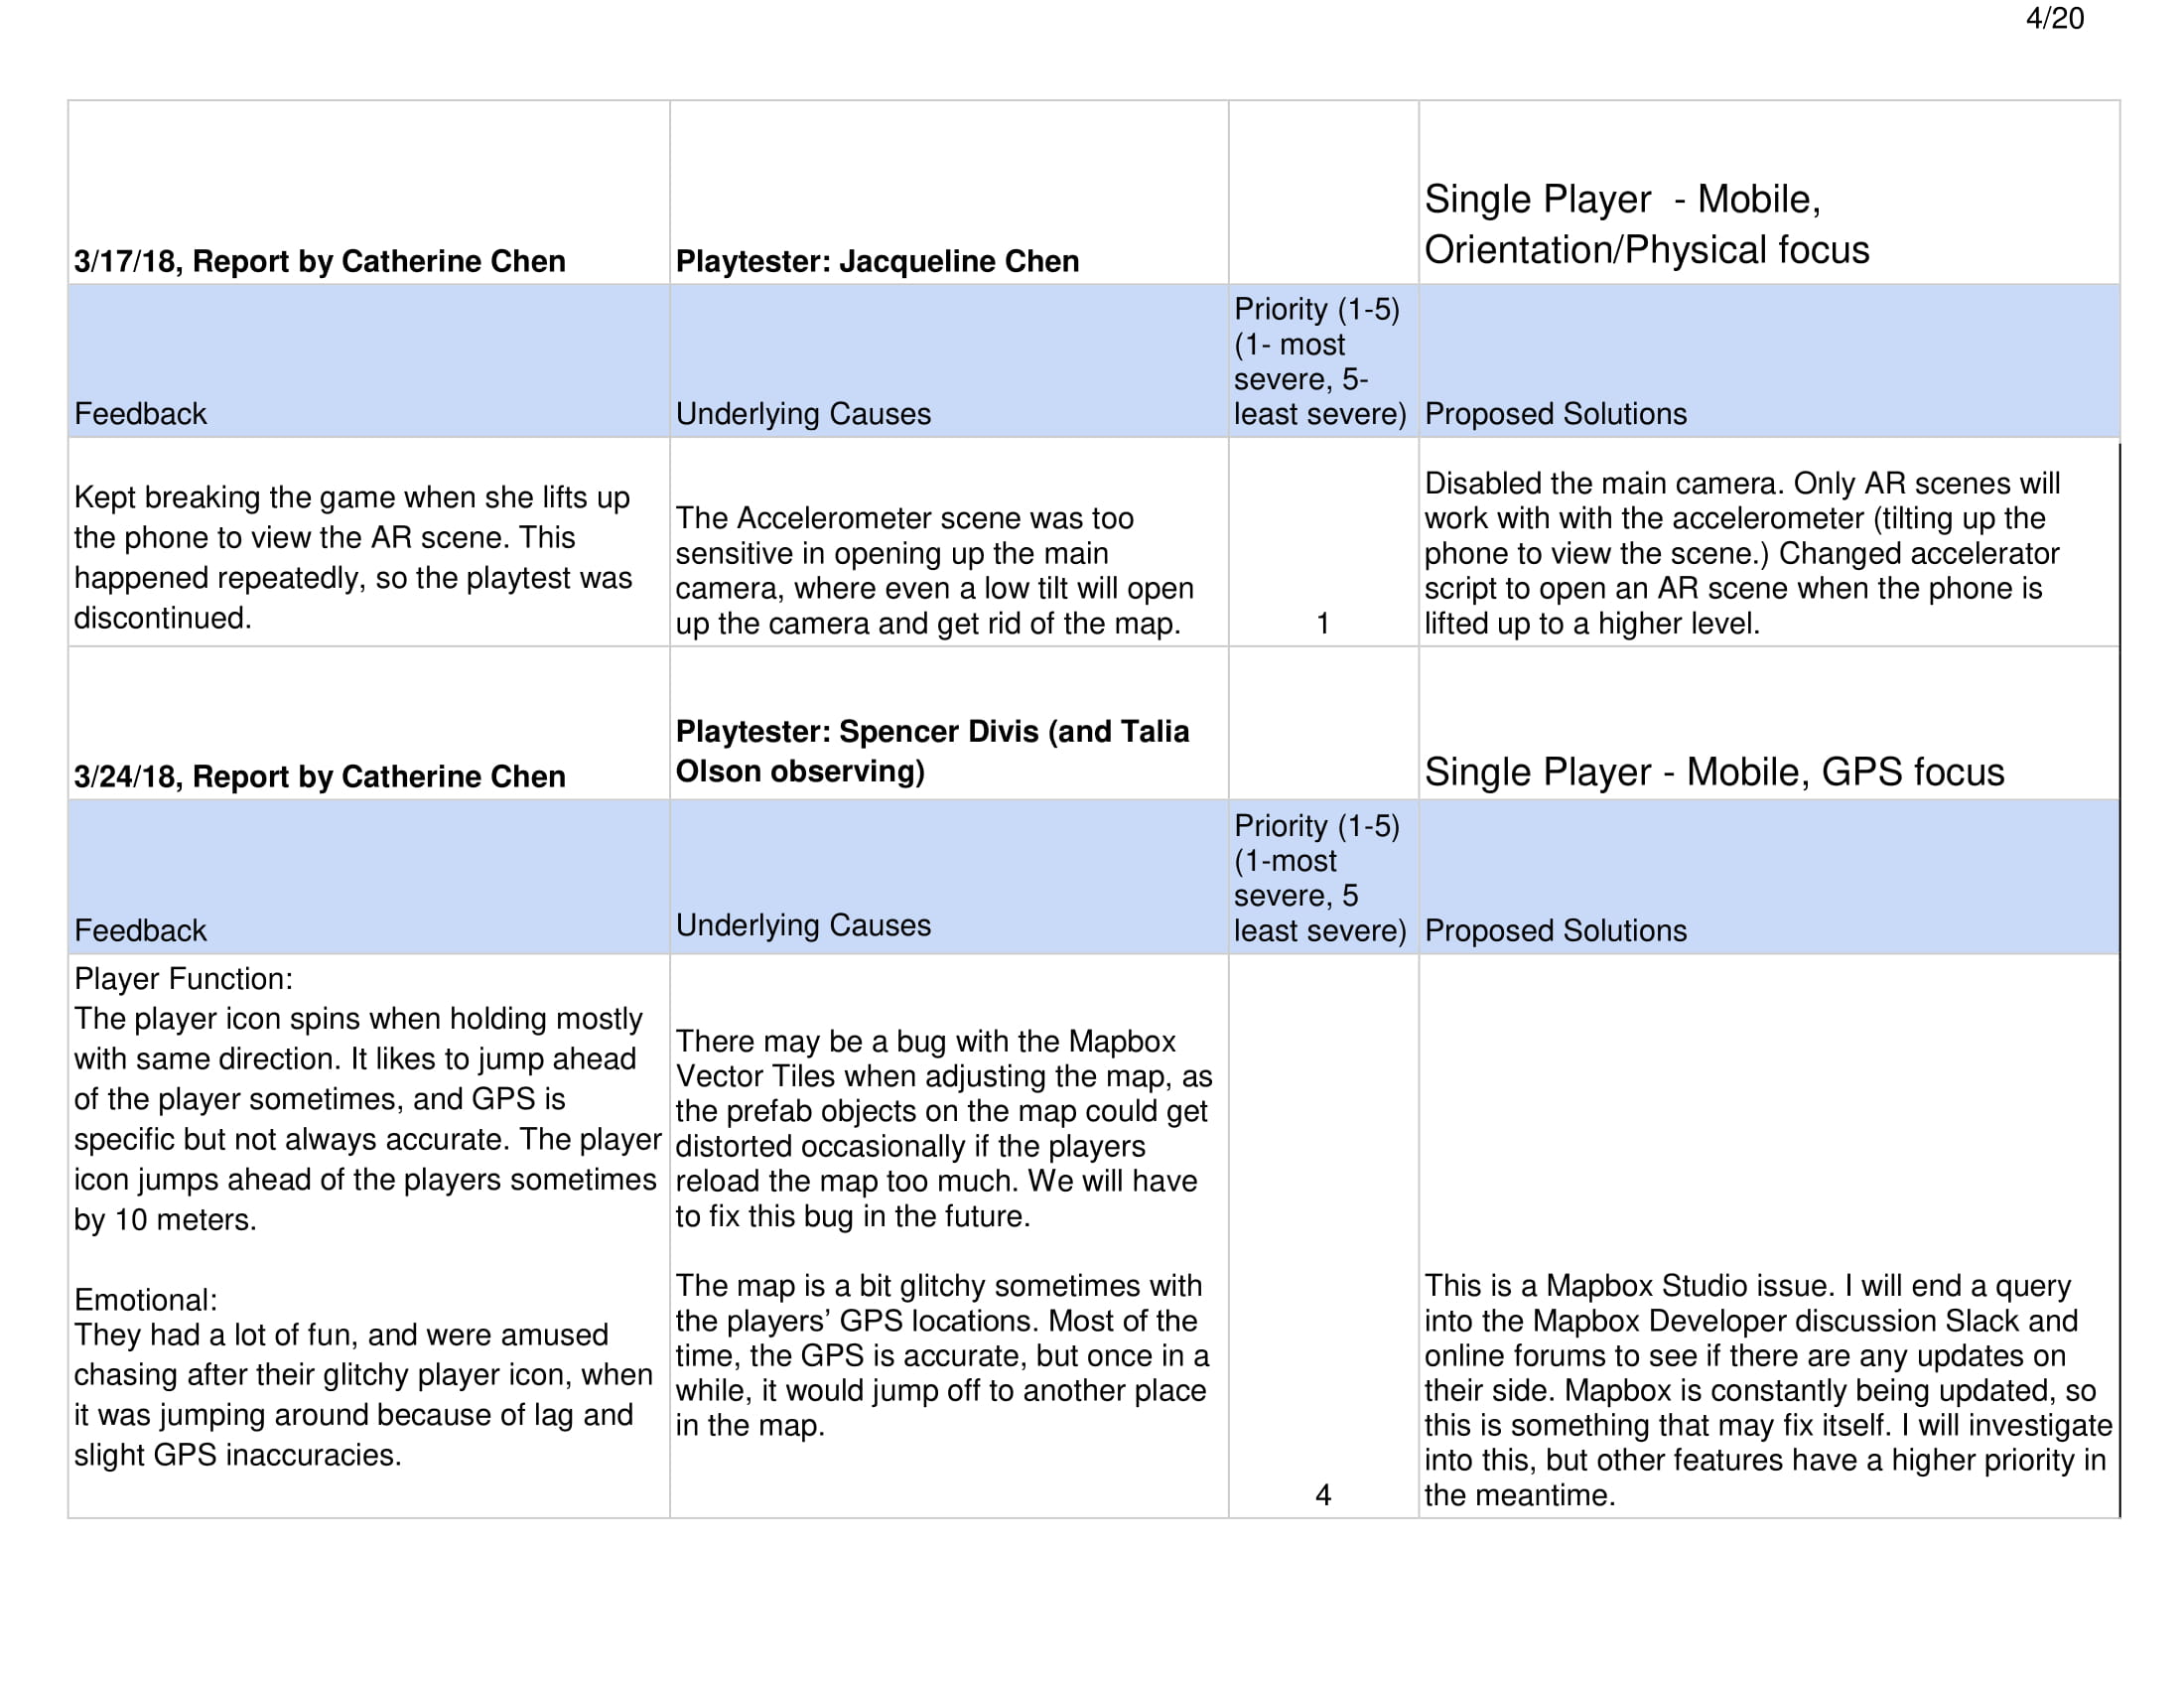 4/20
3/17/18, Report by Catherine Chen
Playtester: Jacqueline Chen
Single Player  - Mobile,
Orientation/Physical focus
Feedback
Underlying Causes
Priority (1-5)
(1- most
severe, 5-
least severe)
Proposed Solutions
Kept breaking the game when she lifts up
the phone to view the AR scene. This
happened repeatedly, so the playtest was
discontinued.
The Accelerometer scene was too
sensitive in opening up the main
camera, where even a low tilt will open
up the camera and get rid of the map.
1
Disabled the main camera. Only AR scenes will
work with with the accelerometer (tilting up the
phone to view the scene.) Changed accelerator
script to open an AR scene when the phone is
lifted up to a higher level.
3/24/18, Report by Catherine Chen
Playtester: Spencer Divis (and Talia
Olson observing)
Single Player - Mobile, GPS focus
Feedback
Underlying Causes
Priority (1-5)
(1-most
severe, 5
least severe)
Proposed Solutions
Player Function:
The player icon spins when holding mostly
with same direction. It likes to jump ahead
of the player sometimes, and GPS is
specific but not always accurate. The player
icon jumps ahead of the players sometimes
by 10 meters.
Emotional:
They had a lot of fun, and were amused
chasing after their glitchy player icon, when
it was jumping around because of lag and
slight GPS inaccuracies.
There may be a bug with the Mapbox
Vector Tiles when adjusting the map, as
the prefab objects on the map could get
distorted occasionally if the players
reload the map too much. We will have
to fix this bug in the future.
The map is a bit glitchy sometimes with
the players’ GPS locations. Most of the
time, the GPS is accurate, but once in a
while, it would jump off to another place
in the map.
4
This is a Mapbox Studio issue. I will end a query
into the Mapbox Developer discussion Slack and
online forums to see if there are any updates on
their side. Mapbox is constantly being updated, so
this is something that may fix itself. I will investigate
into this, but other features have a higher priority in
the meantime.